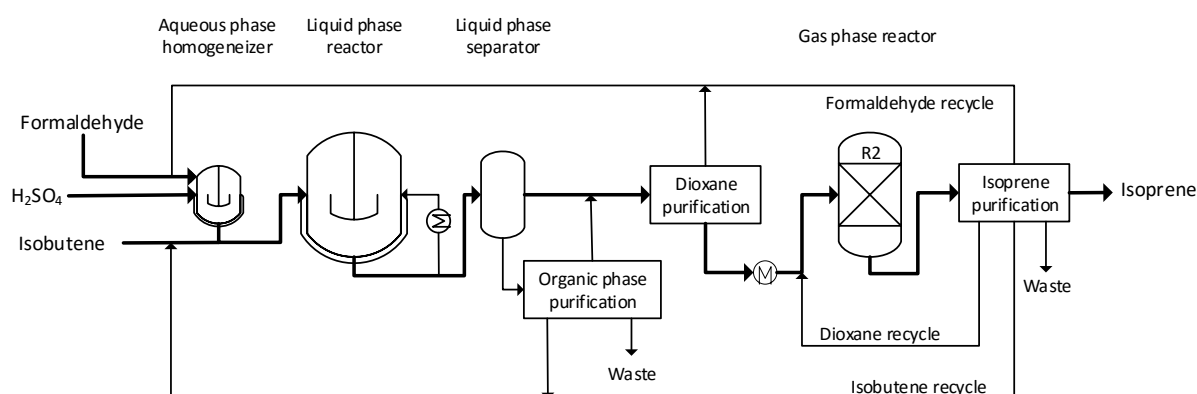 Aqueous phase
homogeneizer
Liquid phase
reactor
Liquid phase
separator
Gas phase reactor
Formaldehyde recycle
Formaldehyde
H₂SO₄
Isobutene
R2
Dioxane
purification
Isoprene
purification
Isoprene
Organic phase
purification
Waste
Dioxane recycle
Waste
Isobutene recycle